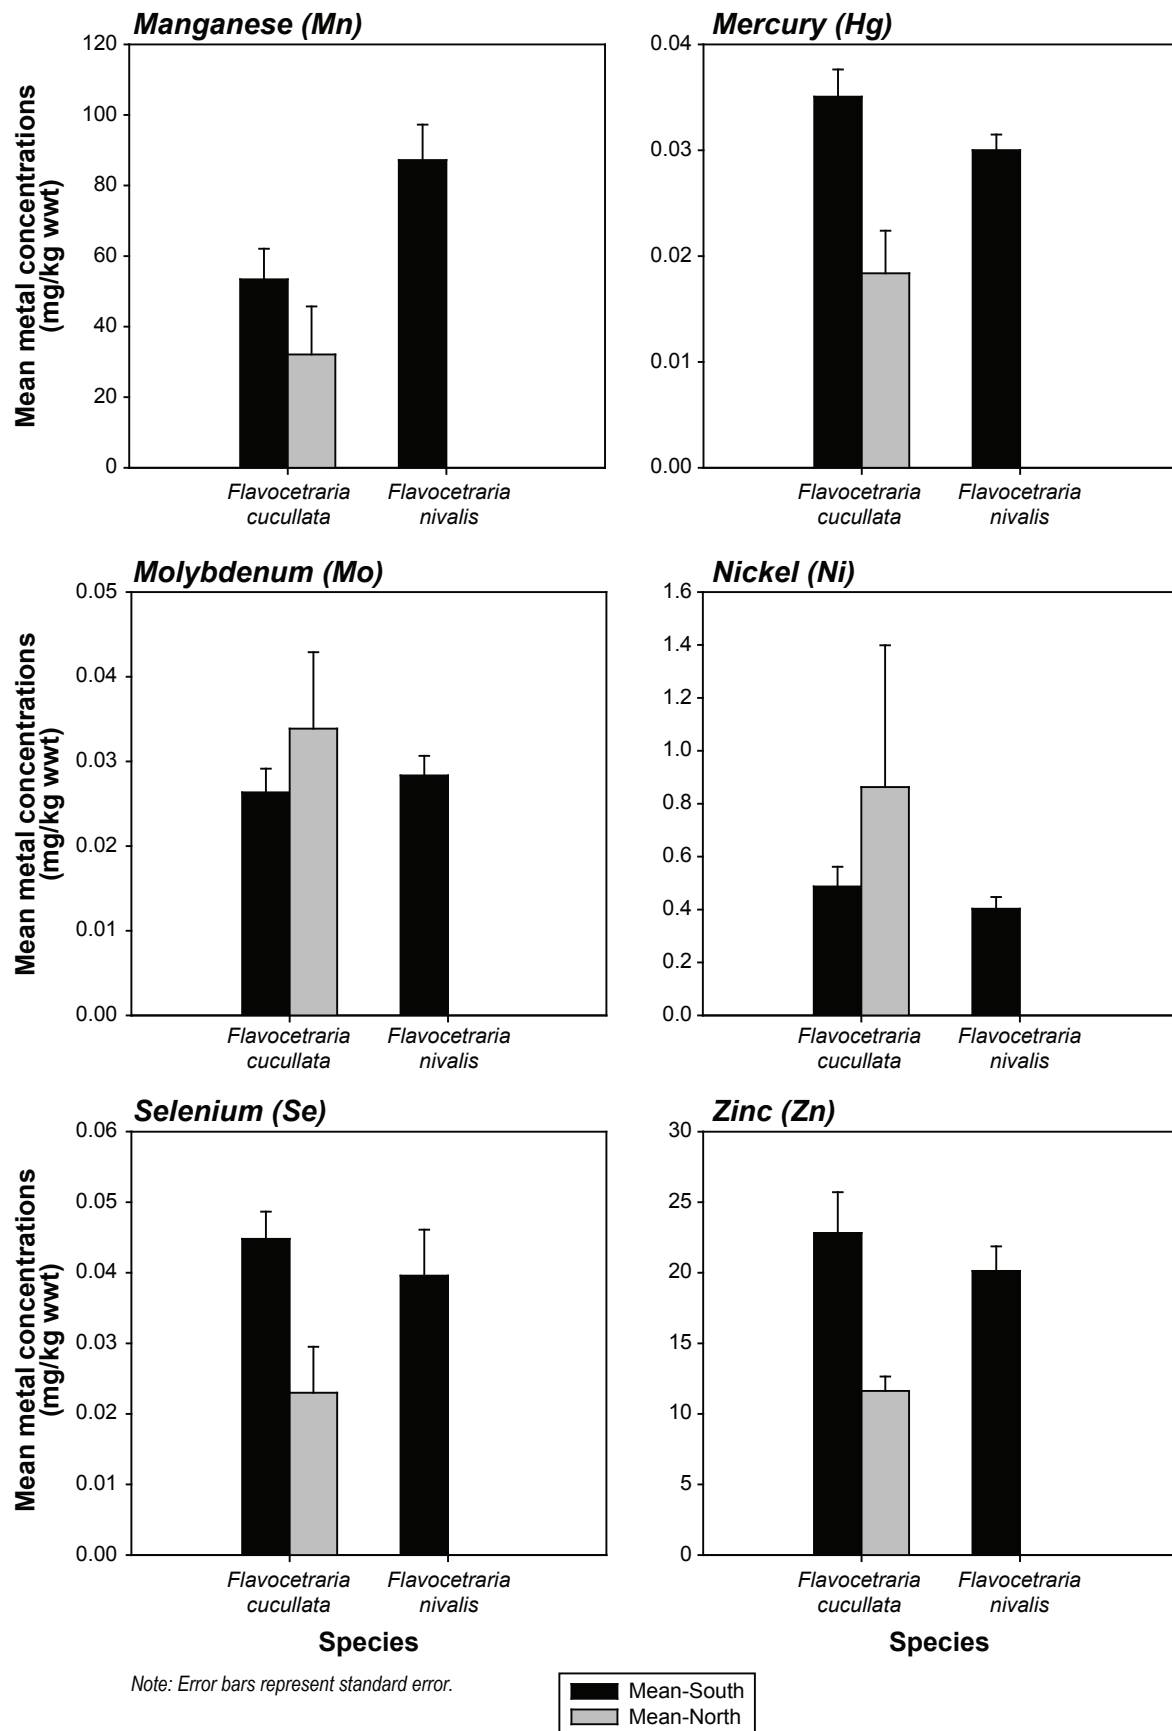 Manganese (Mn)
Mean metal concentrations
(mg/kg wwt)
120
100
80
60
40
20
0
Flavocetraria
cucullata
Flavocetraria
nivalis
Mercury (Hg)
0.04
0.03
0.02
0.01
0.00
Flavocetraria
cucullata
Flavocetraria
nivalis
Molybdenum (Mo)
Mean metal concentrations
(mg/kg wwt)
0.05
0.04
0.03
0.02
0.01
0.00
Flavocetraria
cucullata
Flavocetraria
nivalis
Nickel (Ni)
1.6
1.4
1.2
1.0
0.8
0.6
0.4
0.2
0.0
Flavocetraria
cucullata
Flavocetraria
nivalis
Selenium (Se)
Mean metal concentrations
(mg/kg wwt)
0.06
0.05
0.04
0.03
0.02
0.01
0.00
Flavocetraria
cucullata
Flavocetraria
nivalis
Species
Zinc (Zn)
30
25
20
15
10
5
0
Flavocetraria
cucullata
Flavocetraria
nivalis
Species
Note: Error bars represent standard error.
Mean-South
Mean-North